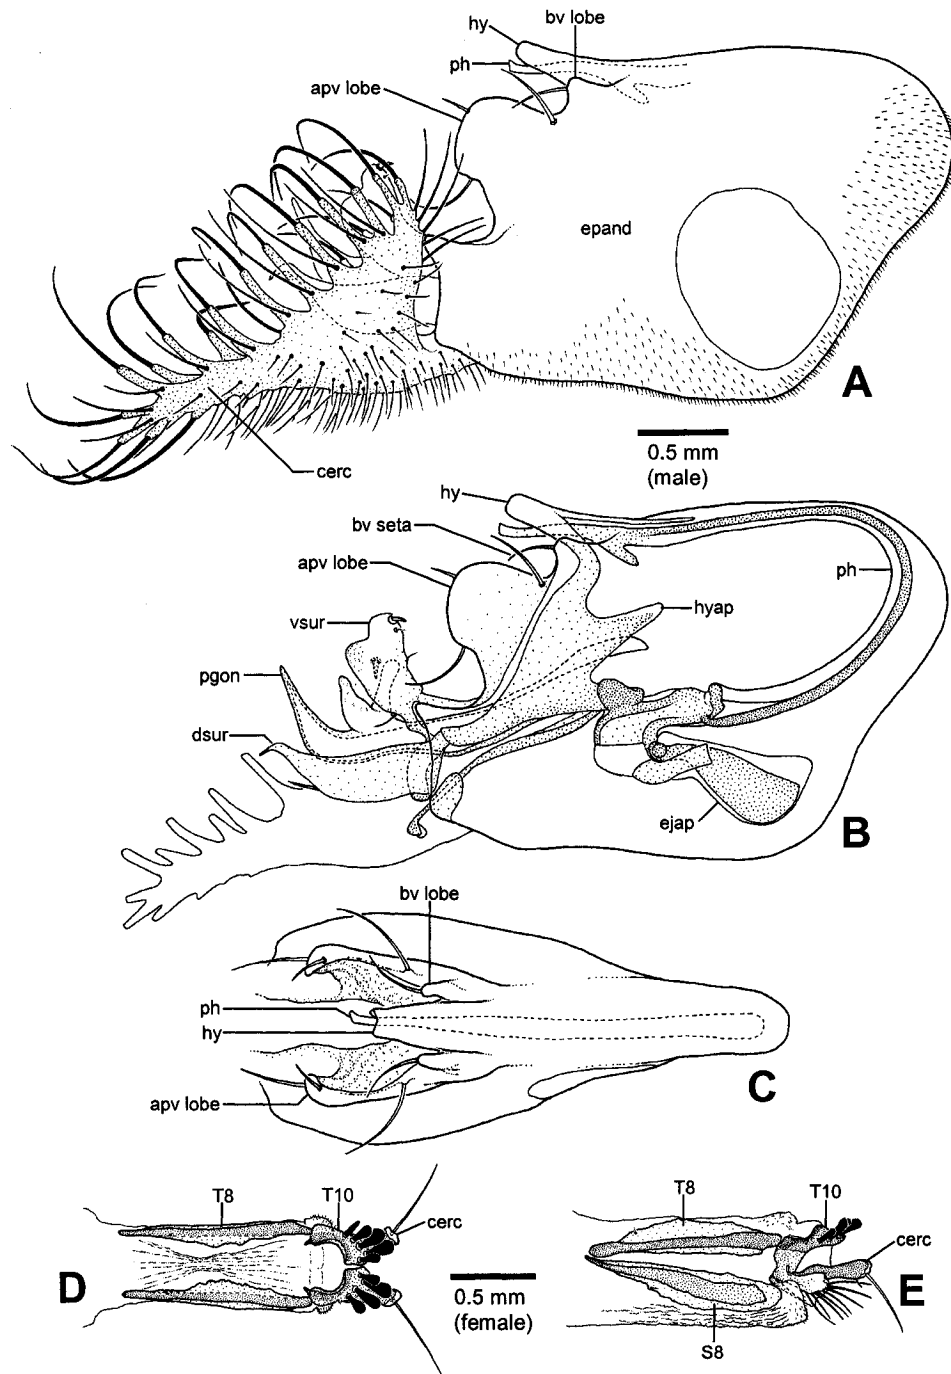 hy
bv lobe
ph
apv lobe
epand
A
0.5 mm
(male)
cerc
hy
bv seta
apv lobe
ph
vsur
hyap
pgon
dsur
ejap
B
bv lobe
ph
hy
apv lobe
C
T8
T10
cerc
D
0.5 mm
(female)
T8
T10
cerc
E
S8